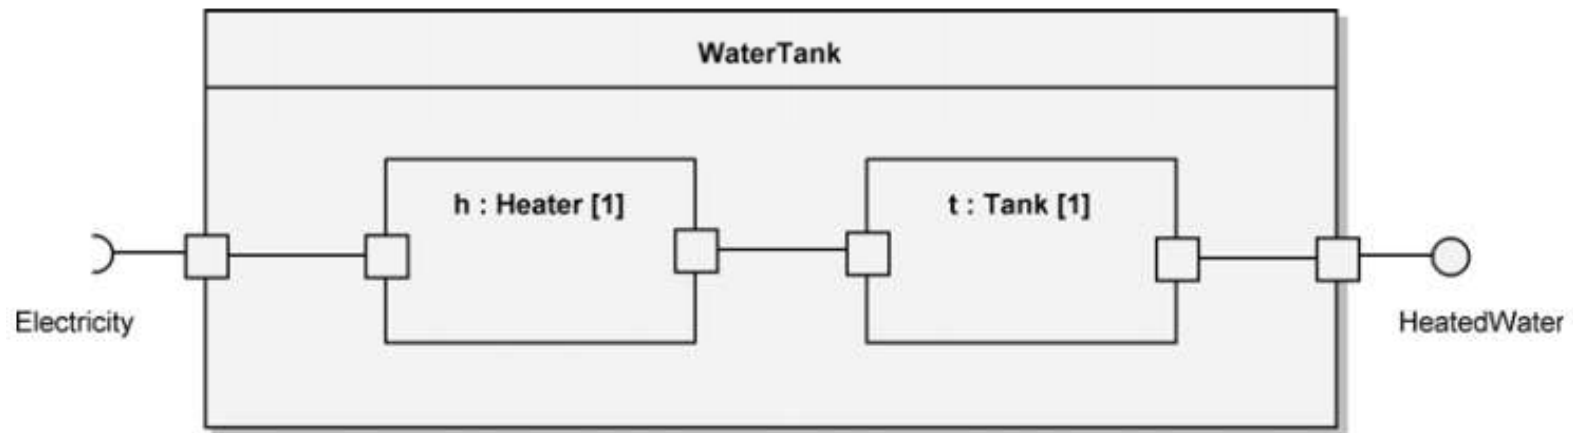 WaterTank
h : Heater [1]
t : Tank [1]
Electricity
HeatedWater